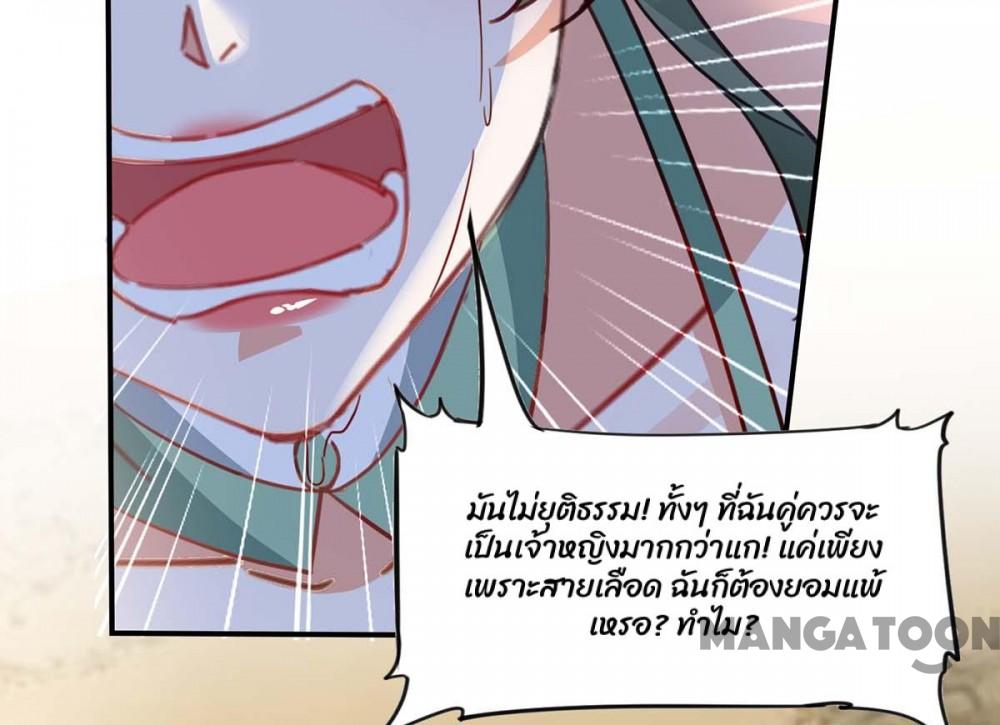 มันไม่ยุติธรรม! ทั้งๆ ที่ฉันคู่ควรจะ
เป็นเจ้าหญิงมากกว่าแก! แค่เพียง
เพราะสายเลือด ฉันก็ต้องยอมแพ้
เหรอ? ทำไม?
MANGATOON